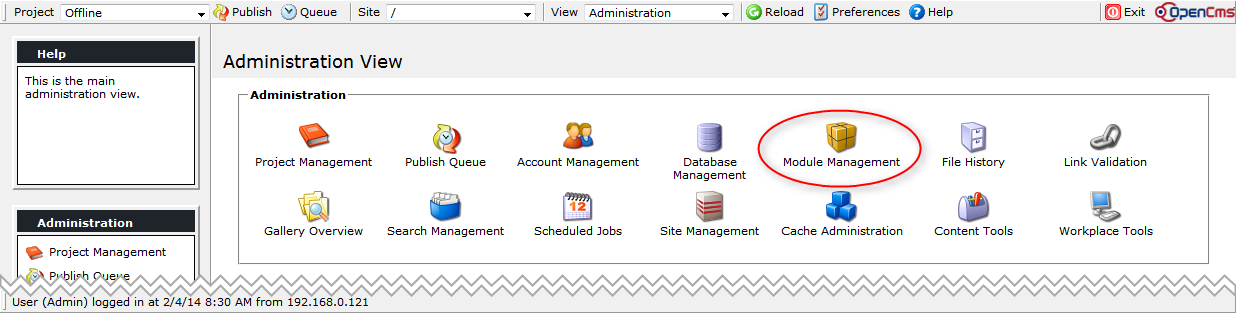 Project Offline Publish Queue Site / View Administration Reload Preferences Help Exit OpenCms
Help
This is the main
administration view.
Administration View
Administration
Project Management Publish Queue Account Management Database Management Module Management File History Link Validation
Gallery Overview Search Management Scheduled Jobs 12 Site Management Cache Administration Content Tools Workplace Tools
Administration
Project Management
Publish Queue
User (Admin) logged in at 2/4/14 8:30 AM from 192.168.0.121